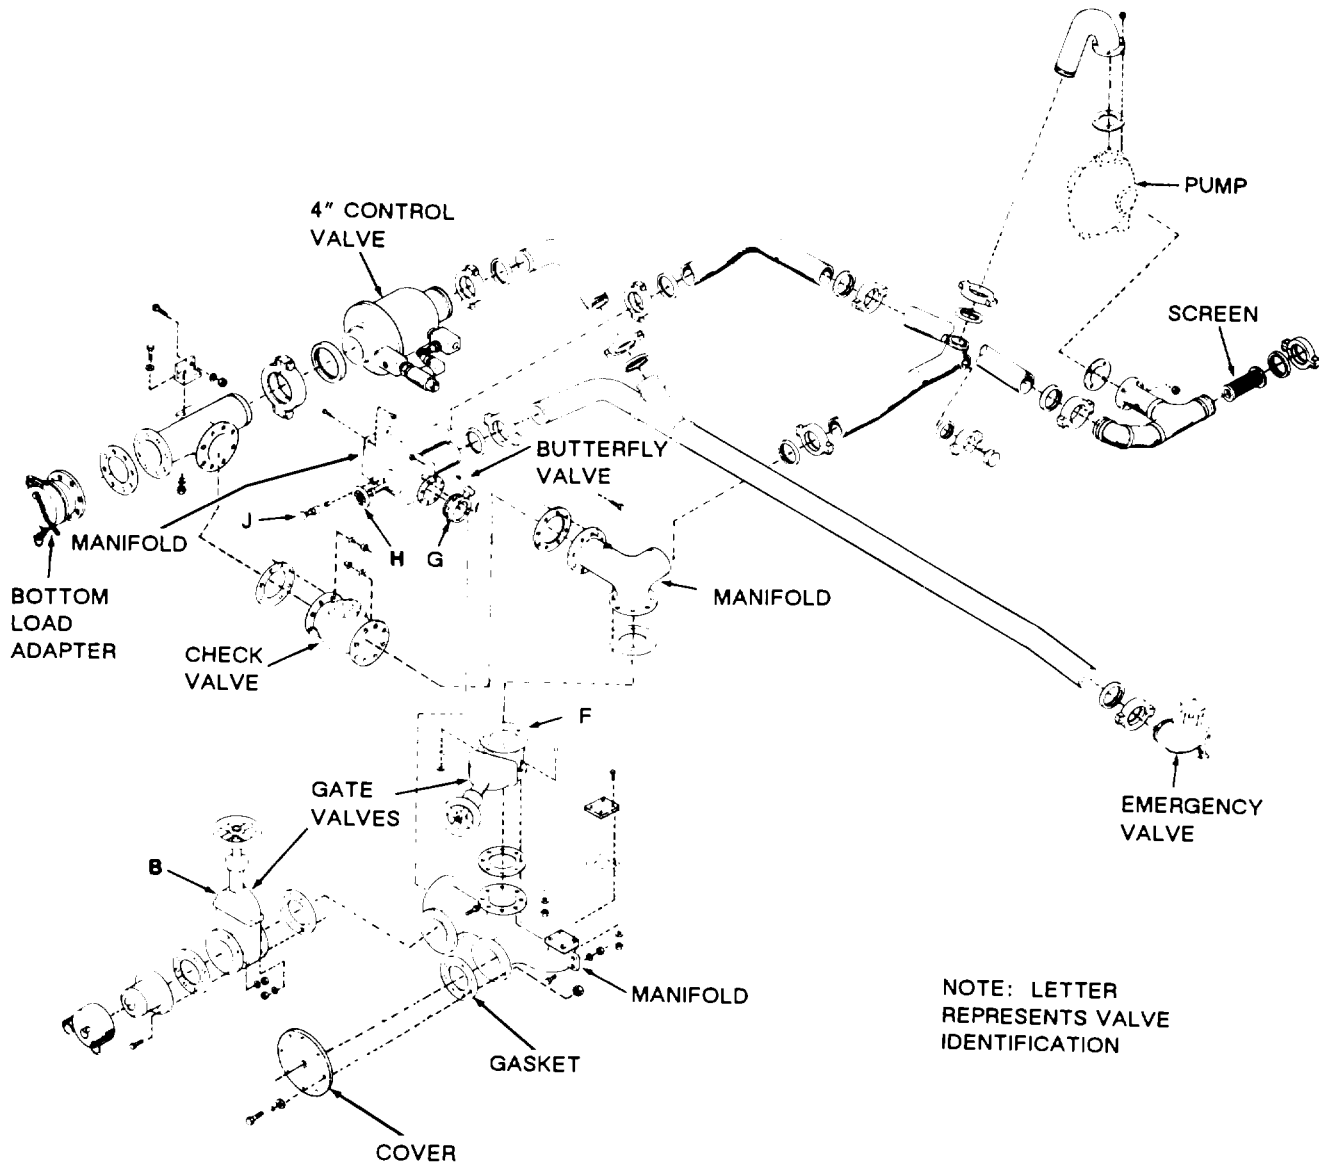 PUMP
4" CONTROL
VALVE
SCREEN
BUTTERFLY
VALVE
J
MANIFOLD
H
G
BOTTOM
LOAD
ADAPTER
MANIFOLD
CHECK
VALVE
F
GATE
VALVES
EMERGENCY
VALVE
B
MANIFOLD
NOTE: LETTER
REPRESENTS VALVE
IDENTIFICATION
GASKET
COVER